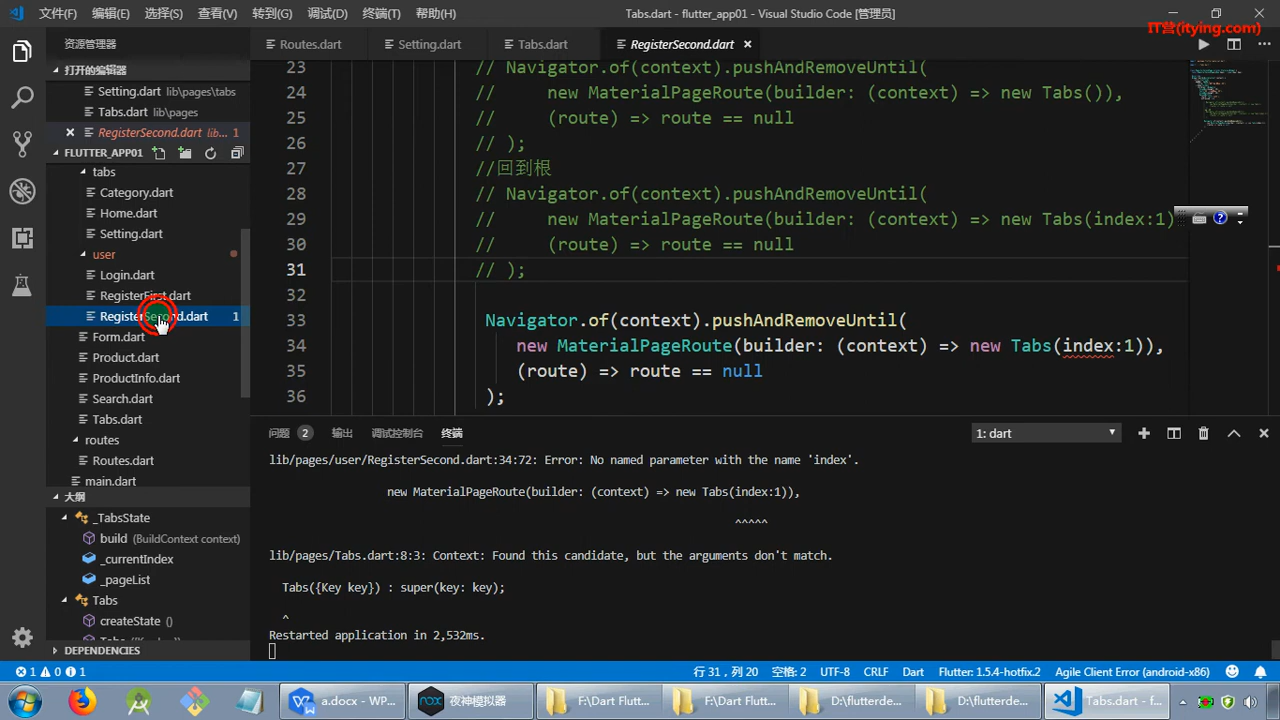 文件(F) 编辑(E) 选择(S) 查看(V) 转到(G) 调试(D) 终端(T) 帮助(H) Tabs.dart - flutter_app01 - Visual Studio Code [管理员]
IT营(itying.com)
资源管理器 Routes.dart Setting.dart Tabs.dart RegisterSecond.dart
打开的编辑器
Setting.dart lib\pages\tabs
Tabs.dart lib\pages
RegisterSecond.dart lib... 1
FLUTTER_APP01
tabs
Category.dart
Home.dart
Setting.dart
user
Login.dart
RegisterFirst.dart
RegisterSecond.dart 1
Form.dart
Product.dart
ProductInfo.dart
Search.dart
Tabs.dart
routes
Routes.dart
main.dart
大纲
_TabsState
build (BuildContext context)
_currentIndex
_pageList
Tabs
createState ()
DEPENDENCIES
23 // Navigator.of(context).pushAndRemoveUntil(
24 // new MaterialPageRoute(builder: (context) => new Tabs()),
25 // (route) => route == null
26 // );
27 //回到根
28 // Navigator.of(context).pushAndRemoveUntil(
29 // new MaterialPageRoute(builder: (context) => new Tabs(index:1)
30 // (route) => route == null
31 // );
32
33 Navigator.of(context).pushAndRemoveUntil(
34 new MaterialPageRoute(builder: (context) => new Tabs(index:1)),
35 (route) => route == null
36 );
问题 2 输出 调试控制台 终端 1: dart
lib/pages/user/RegisterSecond.dart:34:72: Error: No named parameter with the name 'index'.
new MaterialPageRoute(builder: (context) => new Tabs(index:1)),
^^^^^
lib/pages/Tabs.dart:8:3: Context: Found this candidate, but the arguments don't match.
Tabs({Key key}) : super(key: key);
^
Restarted application in 2,532ms.
1 0 1 行 31，列 20 空格: 2 UTF-8 CRLF Dart Flutter: 1.5.4-hotfix.2 Agile Client Error (android-x86)
a.docx - WP... 夜神模拟器 F:\Dart Flut... F:\Dart Flut... D:\flutterde... D:\flutterde... Tabs.dart - f...